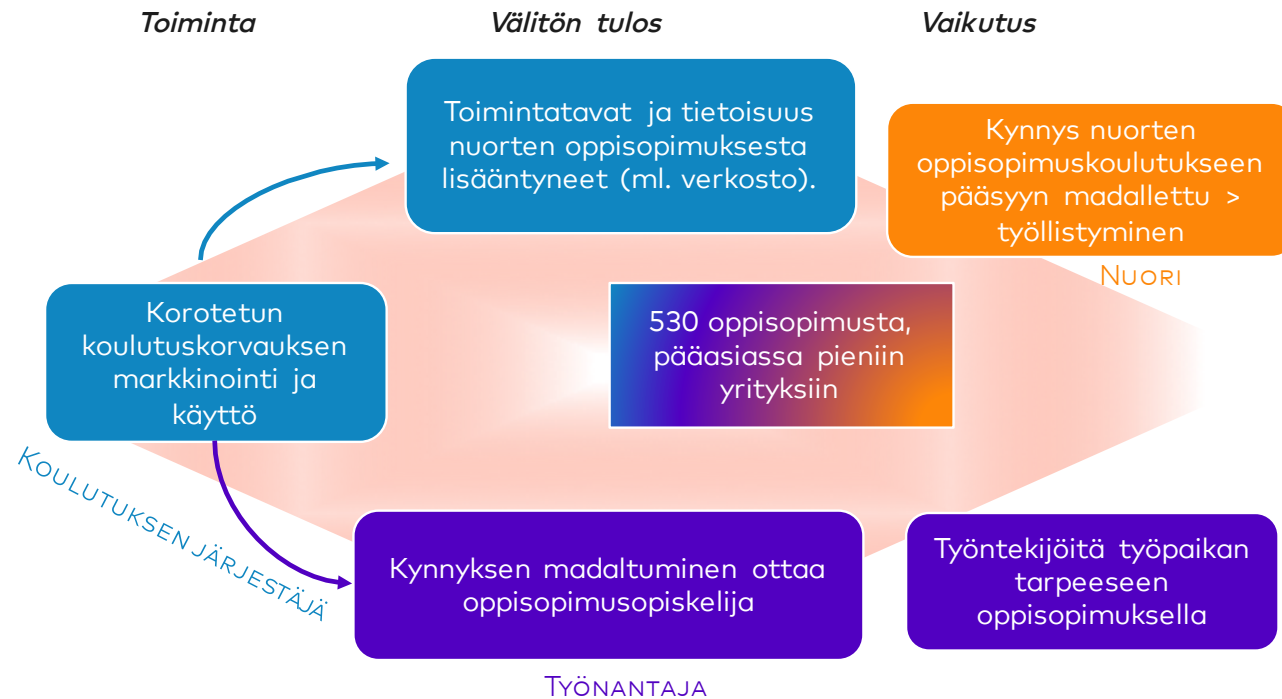 Toiminta
Välitön tulos
Vaikutus
Toimintatavat ja tietoisuus
nuorten oppisopimuksesta
lisääntyneet (ml. verkosto).
Kynnys nuorten
oppisopimuskoulutukseen
pääsyn madallettu >
työllistyminen
NUORI
Korotetun
koulutuskorvauksen
markkinointi ja
käyttö
530 oppisopimusta,
pääasiassa pieniin
yrityksiin
KOULUTUKSEN JÄRJESTÄJÄ
Kynnyksen madaltuminen ottaa
oppisopimusopiskelija
Työntekijöitä työpaikan
tarpeeseen
oppisopimuksella
TYÖNANTAJA